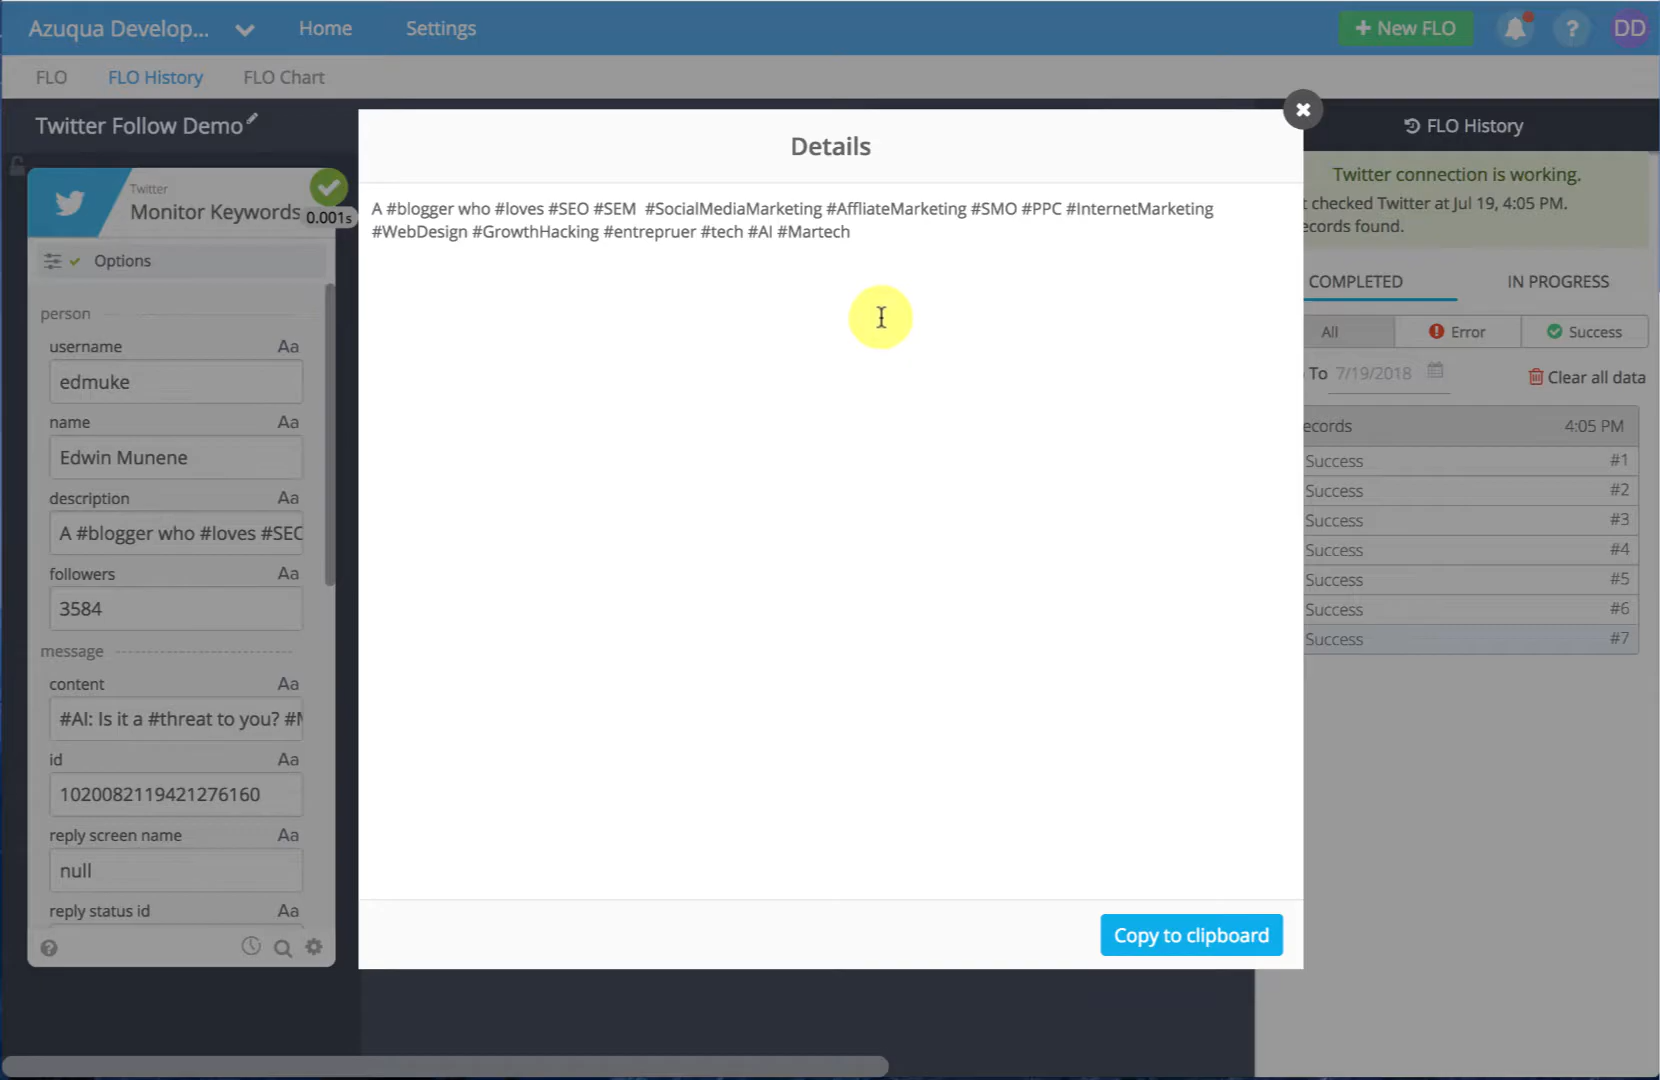 Azuqua Develop...
Home
Settings
+ New FLO
?
DD
FLO
FLO History
FLO Chart
Twitter Follow Demo
Twitter
Monitor Keywords
0.001s
Options
person
username Aa
edmuke
name Aa
Edwin Munene
description Aa
A #blogger who #loves #SEO
followers Aa
3584
message
content Aa
#AI: Is it a #threat to you? #M
id Aa
1020082119421276160
reply screen name Aa
null
reply status id Aa
Details
A #blogger who #loves #SEO #SEM  #SocialMediaMarketing #AffliateMarketing #SMO #PPC #InternetMarketing
#WebDesign #GrowthHacking #entrepruer #tech #AI #Martech
Copy to clipboard
FLO History
Twitter connection is working.
t checked Twitter at Jul 19, 4:05 PM.
ecords found.
COMPLETED
IN PROGRESS
All
Error
Success
To 7/19/2018
Clear all data
ecords 4:05 PM
Success #1
Success #2
Success #3
Success #4
Success #5
Success #6
Success #7